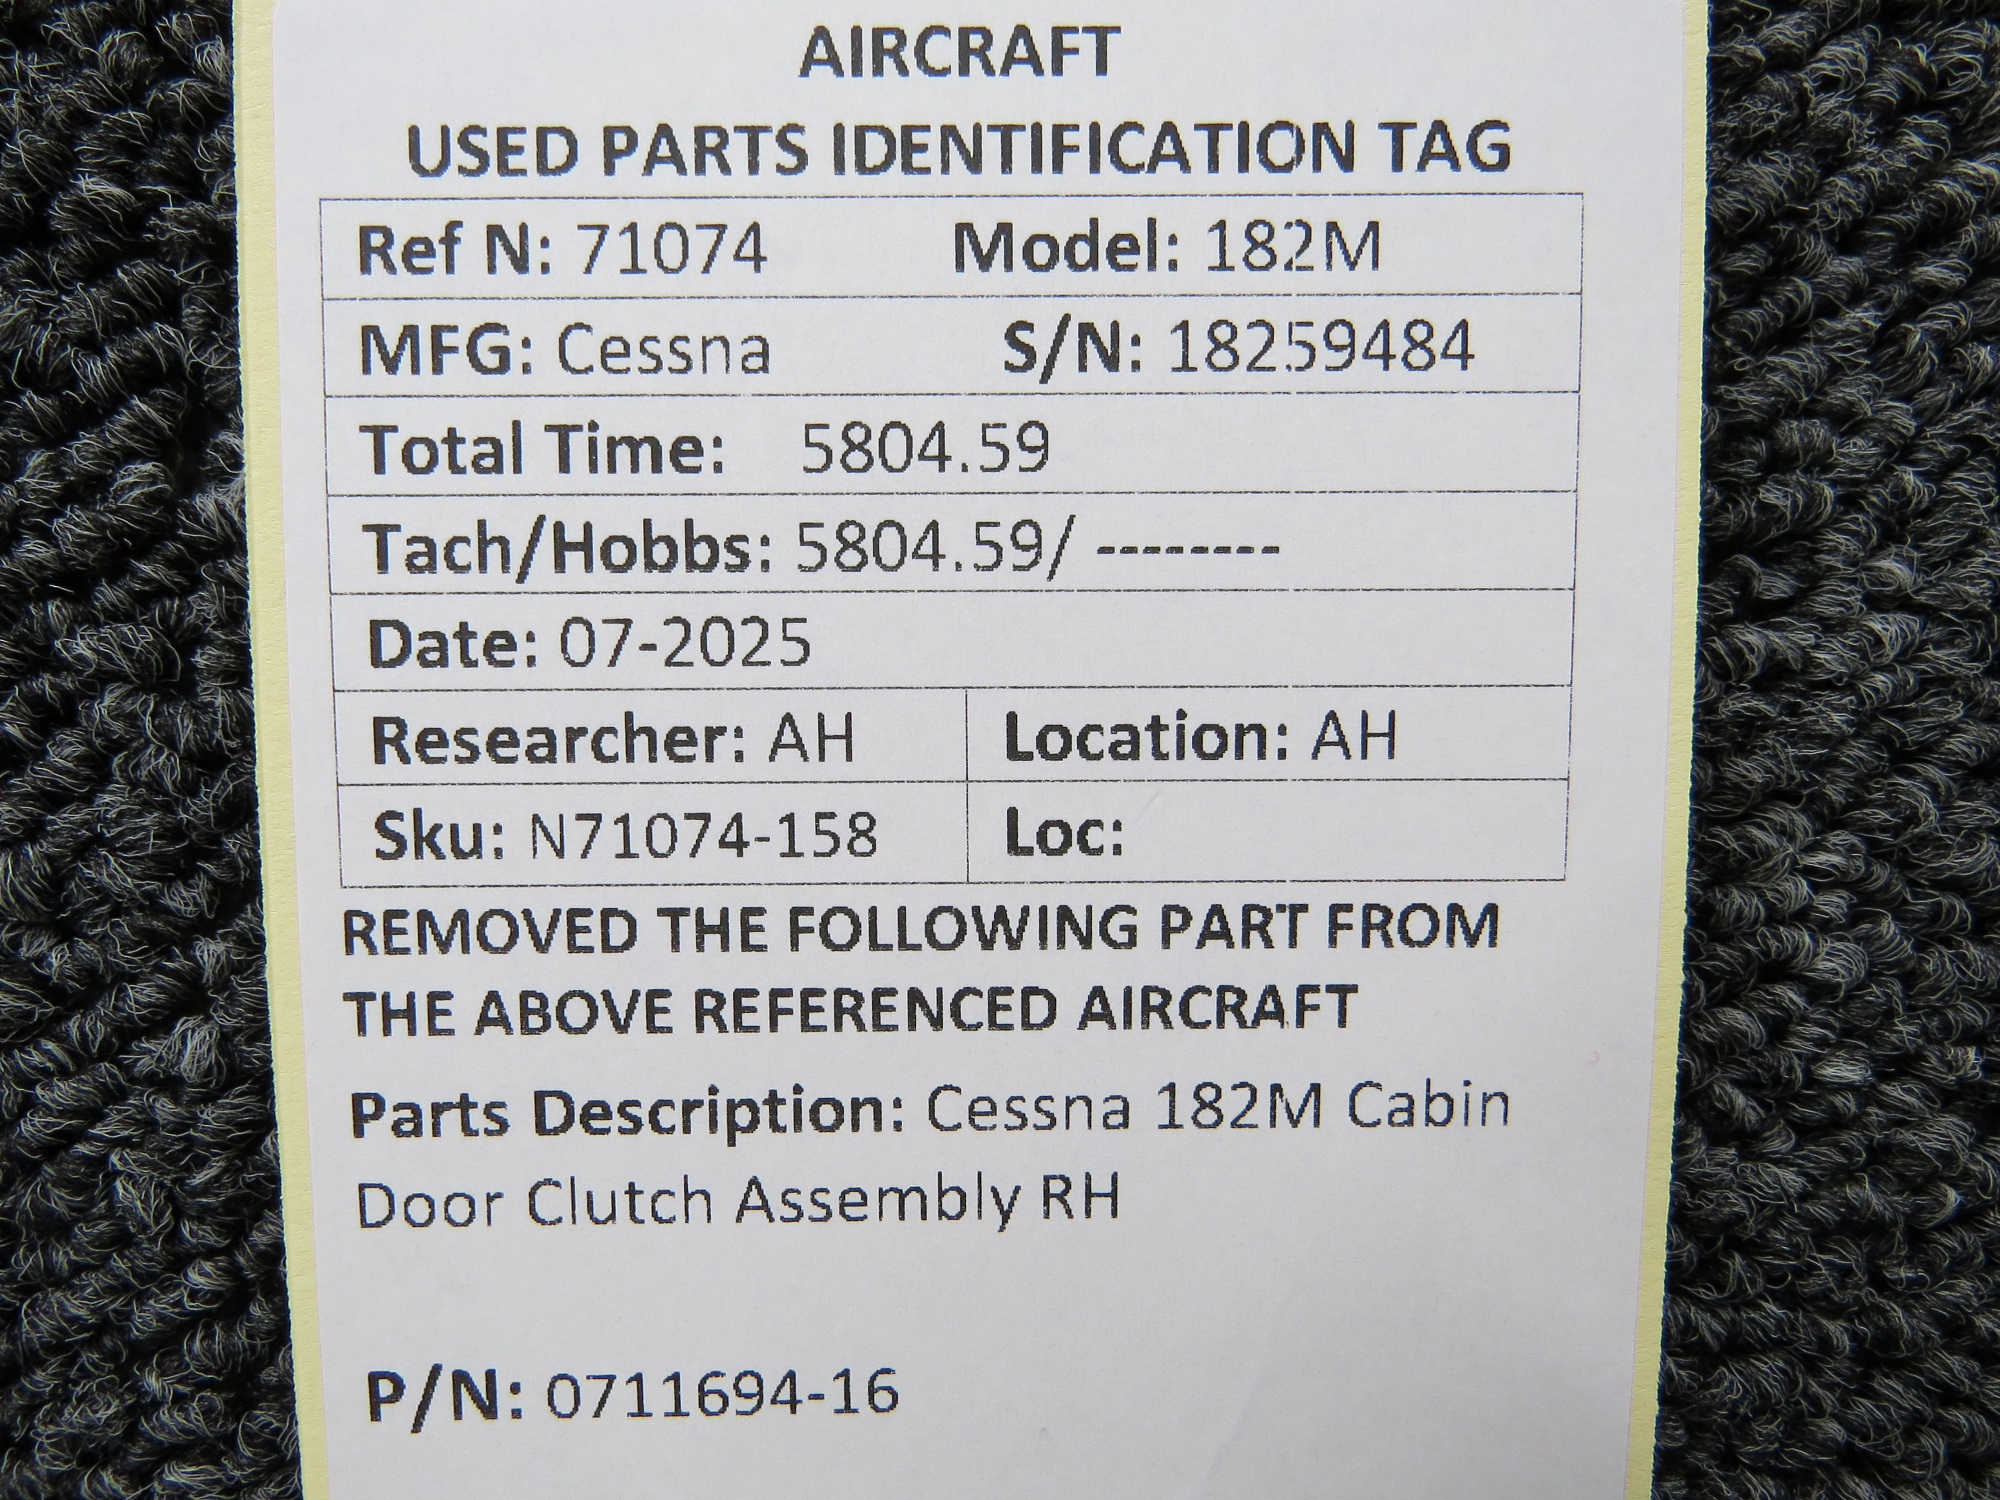 AIRCRAFT
USED PARTS IDENTIFICATION TAG
Ref N: 71074 Model: 182M
MFG: Cessna S/N: 18259484
Total Time: 5804.59
Tach/Hobbs: 5804.59/ --------
Date: 07-2025
Researcher: AH Location: AH
Sku: N71074-158 Loc:
REMOVED THE FOLLOWING PART FROM
THE ABOVE REFERENCED AIRCRAFT
Parts Description: Cessna 182M Cabin
Door Clutch Assembly RH
P/N: 0711694-16